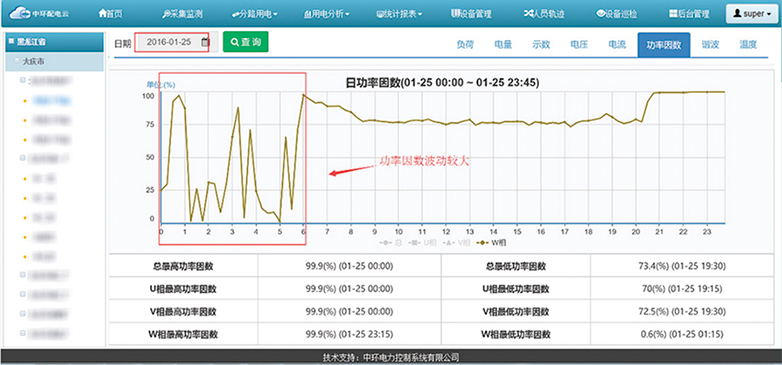 中环配电云 首页 采集监测 分路用电 用电分析 统计报表 设备管理 人员轨迹 设备巡检 后台管理 super
黑龙江省
大庆市
日期 2016-01-25 查询 负荷 电量 示数 电压 电流 功率因数 谐波 温度
日功率因数(01-25 00:00 ~ 01-25 23:45)
单位:(%)
100
75
50
25
0
功率因数波动较大
0 1 2 3 4 5 6 7 8 9 10 11 12 13 14 15 16 17 18 19 20 21 22 23
总 U相 V相 W相
总最高功率因数 99.9(%) (01-25 00:00) 总最低功率因数 73.4(%) (01-25 19:30)
U相最高功率因数 99.9(%) (01-25 00:00) U相最低功率因数 70(%) (01-25 19:15)
V相最高功率因数 99.9(%) (01-25 00:00) V相最低功率因数 72.5(%) (01-25 19:30)
W相最高功率因数 99.9(%) (01-25 23:15) W相最低功率因数 0.6(%) (01-25 01:15)
技术支持：中环电力控制系统有限公司